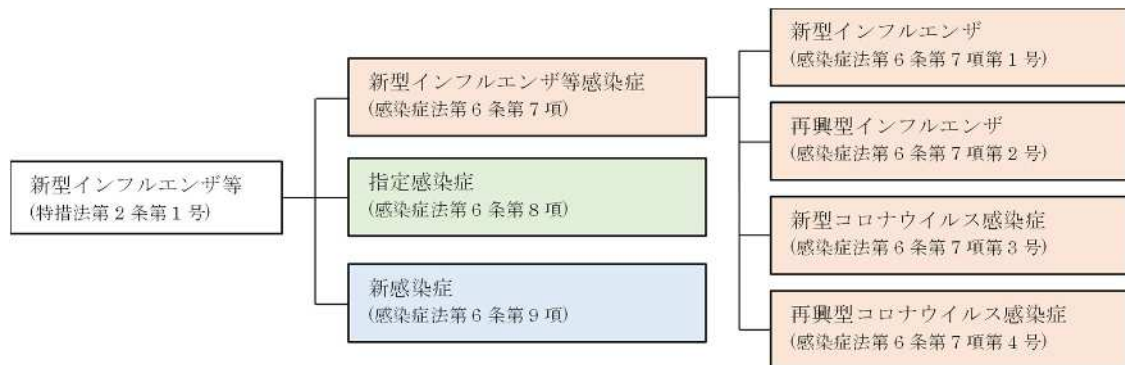 新型インフルエンザ等
(特措法第2条第1号)
新型インフルエンザ等感染症
(感染症法第6条第7項)
指定感染症
(感染症法第6条第8項)
新感染症
(感染症法第6条第9項)
新型インフルエンザ
(感染症法第6条第7項第1号)
再興型インフルエンザ
(感染症法第6条第7項第2号)
新型コロナウイルス感染症
(感染症法第6条第7項第3号)
再興型コロナウイルス感染症
(感染症法第6条第7項第4号)